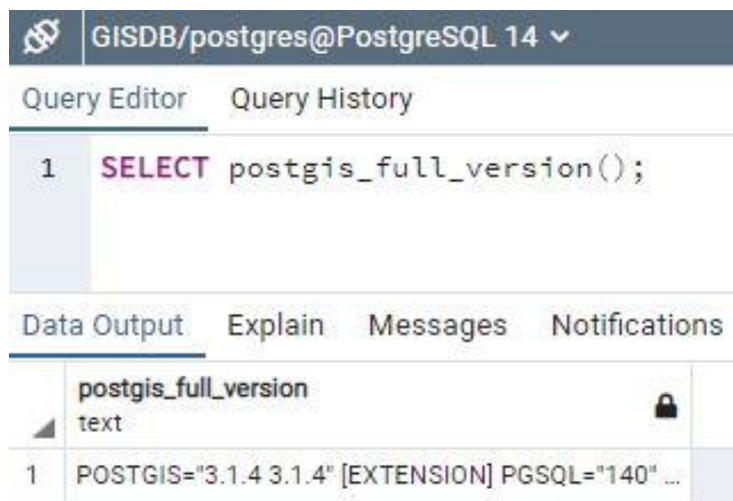 GISDB/postgres@PostgreSQL 14
Query Editor Query History
1 SELECT postgis_full_version();
Data Output Explain Messages Notifications
postgis_full_version
text
1 POSTGIS="3.1.4 3.1.4" [EXTENSION] PGSQL="140" ...